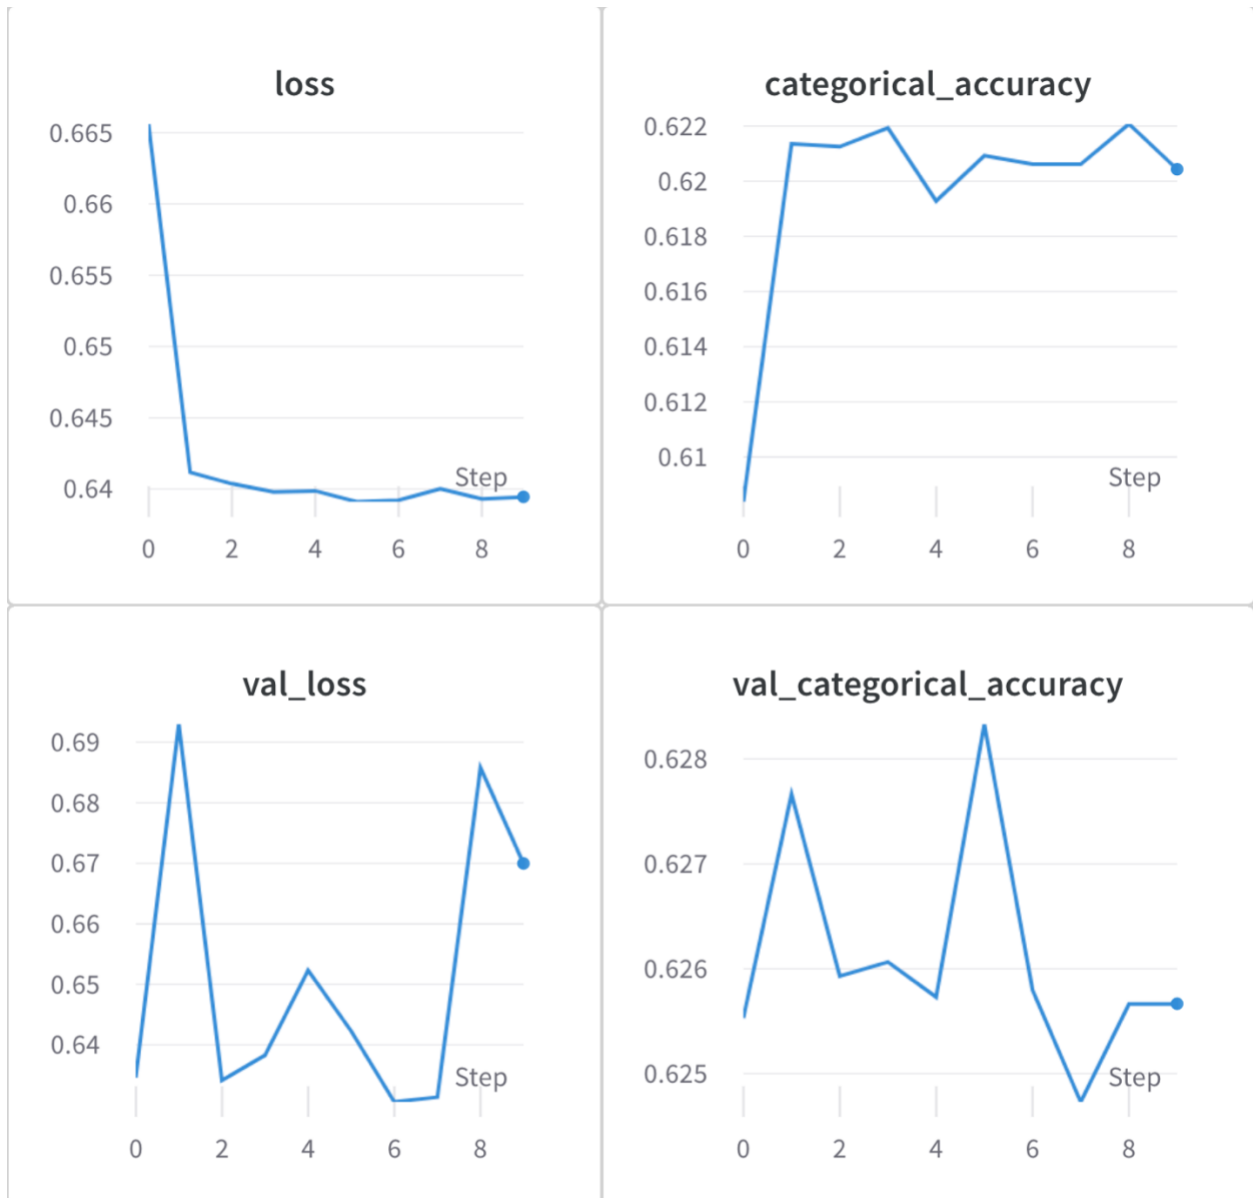 loss
0.665
0.66
0.655
0.65
0.645
0.64
Step
0 2 4 6 8
categorical_accuracy
0.622
0.62
0.618
0.616
0.614
0.612
0.61
Step
0 2 4 6 8
val_loss
0.69
0.68
0.67
0.66
0.65
0.64
Step
0 2 4 6 8
val_categorical_accuracy
0.628
0.627
0.626
0.625
Step
0 2 4 6 8